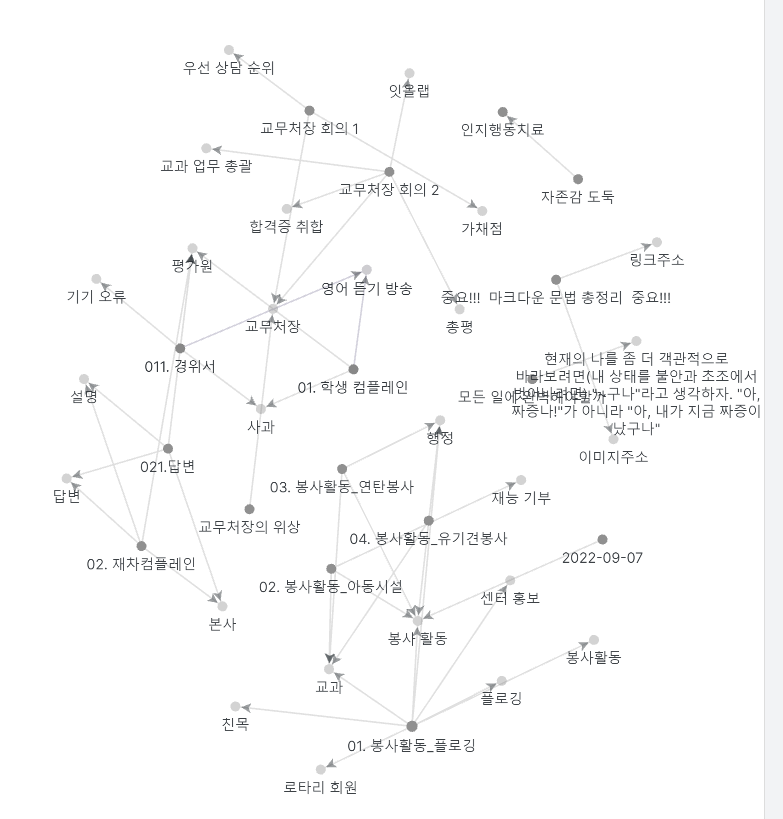 우선 상담 순위
잇올랩
교무처장 회의 1
인지행동치료
교과 업무 총괄
교무처장 회의 2
자존감 도둑
합격증 취합
가채점
링크주소
평가원
영어 듣기 방송
기기 오류
중요!!! 마크다운 문법 총정리 중요!!!
교무처장
총평
현재의 나를 좀 더 객관적으로
011. 경위서
바라보려면(내 상태를 불안과 초조에서
01. 학생 컴플레인
설명
모든 일에
구나"라고 생각하자. "아,
짜증나!"가 아니라 "아, 내가 지금 짜증이
났구나"
사과
행정
이미지주소
021.답변
03. 봉사활동_연탄봉사
답변
재능 기부
교무처장의 위상
04. 봉사활동_유기견봉사
2022-09-07
02. 재차컴플레인
02. 봉사활동_아동시설
센터 홍보
본사
봉사 활동
봉사활동
교과
플로깅
친목
01. 봉사활동_플로깅
로타리 회원